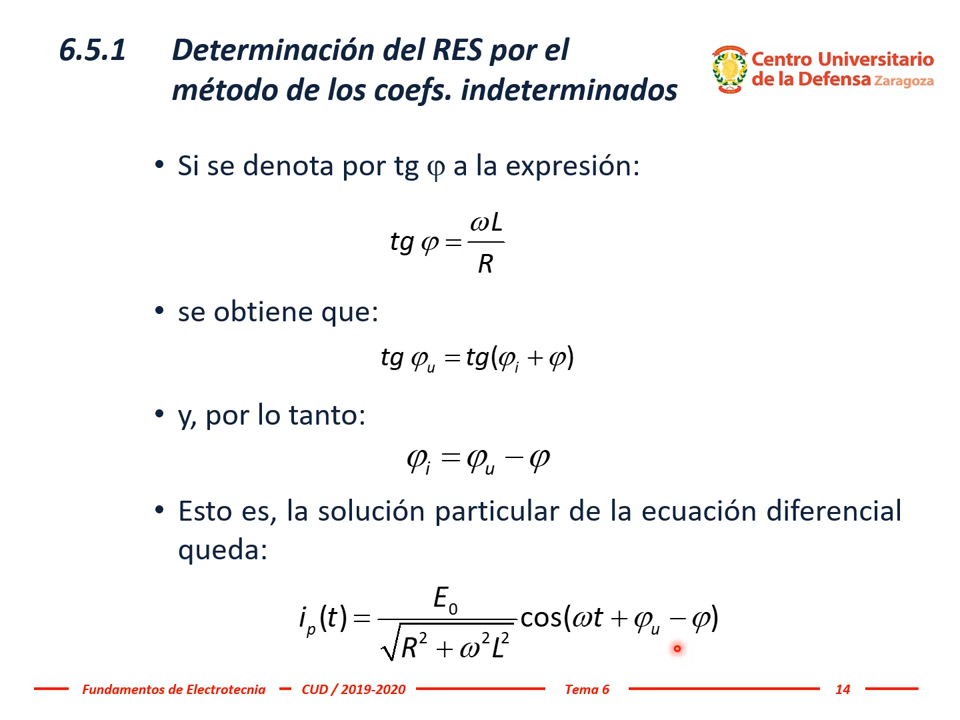 6.5.1 Determinación del RES por el
método de los coefs. indeterminados
Centro Universitario
de la Defensa Zaragoza
• Si se denota por tg φ a la expresión:
tg φ = ωL / R
• se obtiene que:
tg φ_u = tg(φ_i + φ)
• y, por lo tanto:
φ_i = φ_u − φ
• Esto es, la solución particular de la ecuación diferencial
queda:
i_p(t) = E_0 / √(R² + ω²L²) cos(ωt + φ_u − φ)
Fundamentos de Electrotecnia CUD / 2019-2020 Tema 6 14